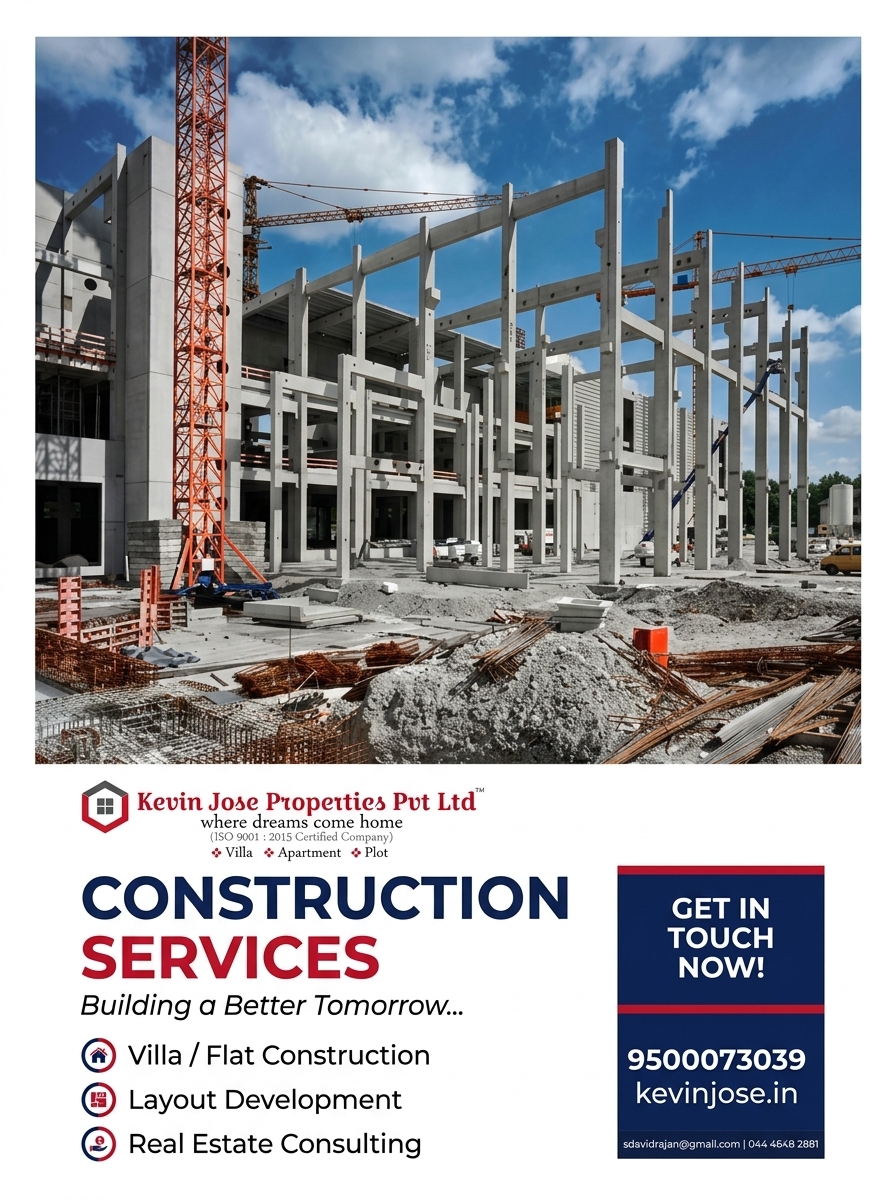 Kevin Jose Properties Pvt Ltd™
where dreams come home
(ISO 9001 : 2015 Certified Company)
❖ Villa ❖ Apartment ❖ Plot
CONSTRUCTION
SERVICES
Building a Better Tomorrow...
Villa / Flat Construction
Layout Development
Real Estate Consulting
GET IN
TOUCH
NOW!
9500073039
kevinjose.in
sdavidrajan@gmail.com | 044 4648 2881